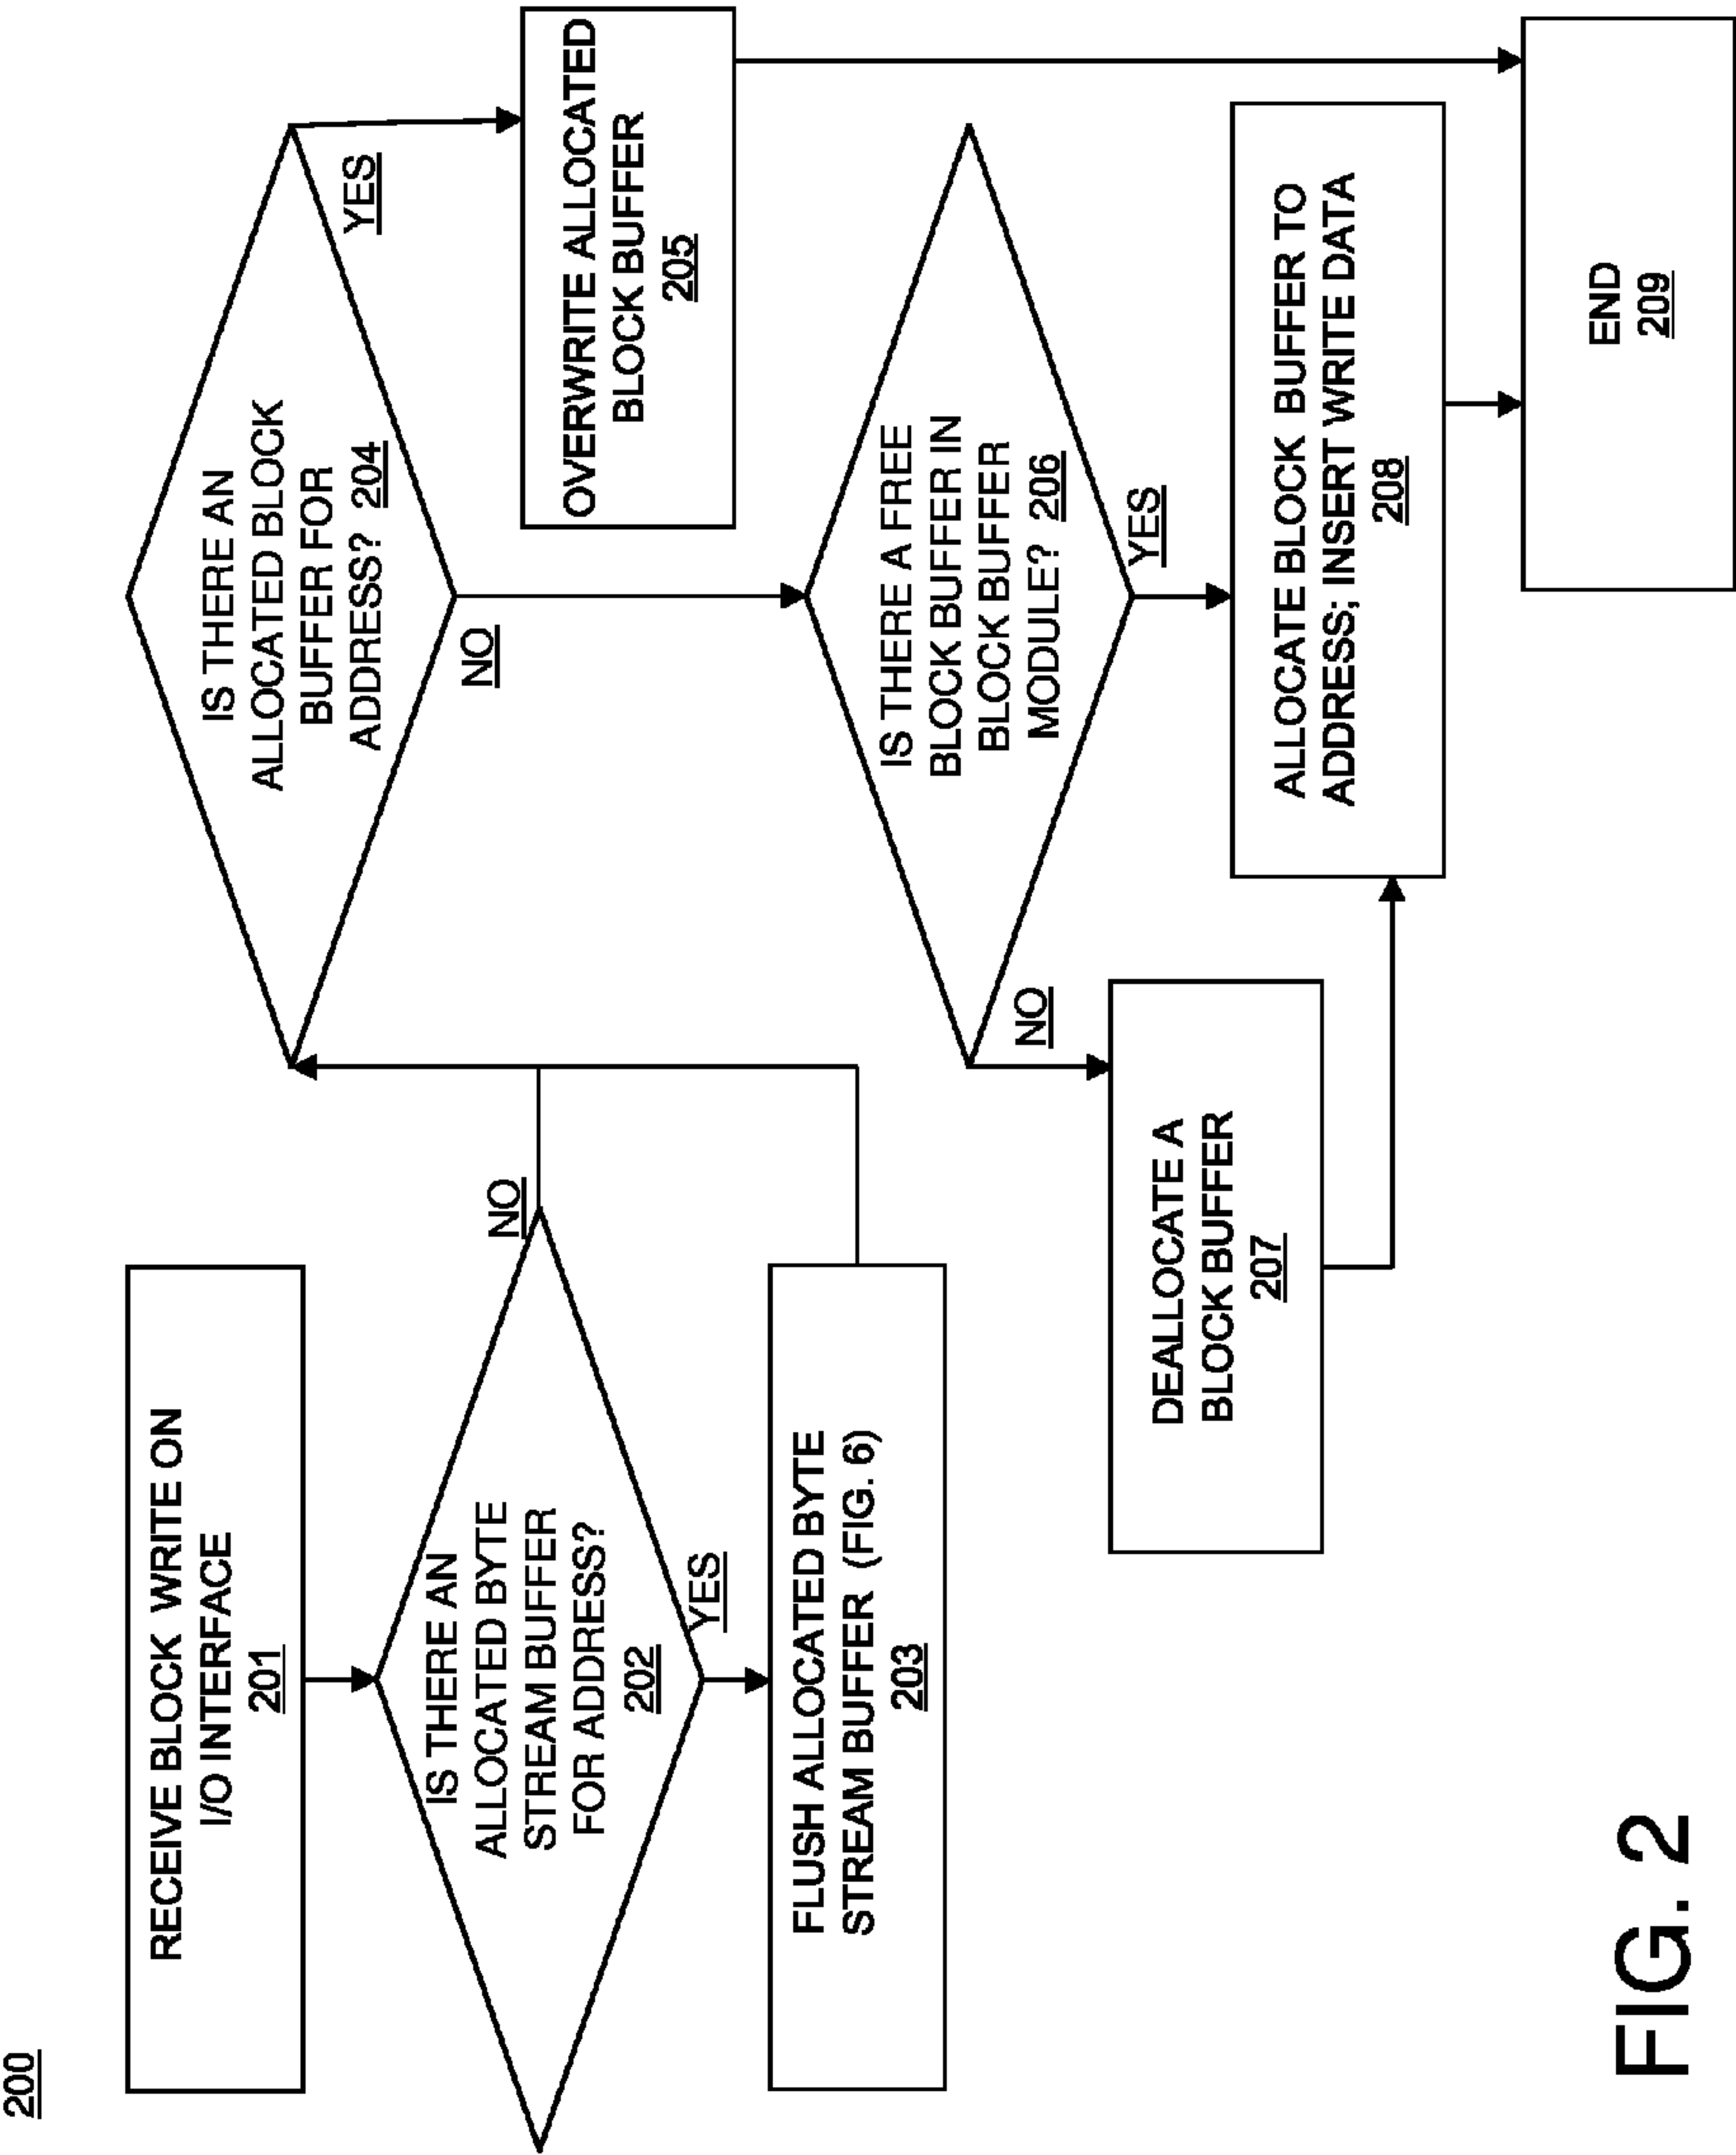 200
RECEIVE BLOCK WRITE ON
I/O INTERFACE
201
IS THERE AN
ALLOCATED BYTE
STREAM BUFFER
FOR ADDRESS?
202
NO
YES
FLUSH ALLOCATED BYTE
STREAM BUFFER (FIG. 6)
203
IS THERE AN
ALLOCATED BLOCK
BUFFER FOR
ADDRESS? 204
YES
NO
OVERWRITE ALLOCATED
BLOCK BUFFER
205
IS THERE A FREE
BLOCK BUFFER IN
BLOCK BUFFER
MODULE? 206
NO
YES
DEALLOCATE A
BLOCK BUFFER
207
ALLOCATE BLOCK BUFFER TO
ADDRESS; INSERT WRITE DATA
208
END
209
FIG. 2